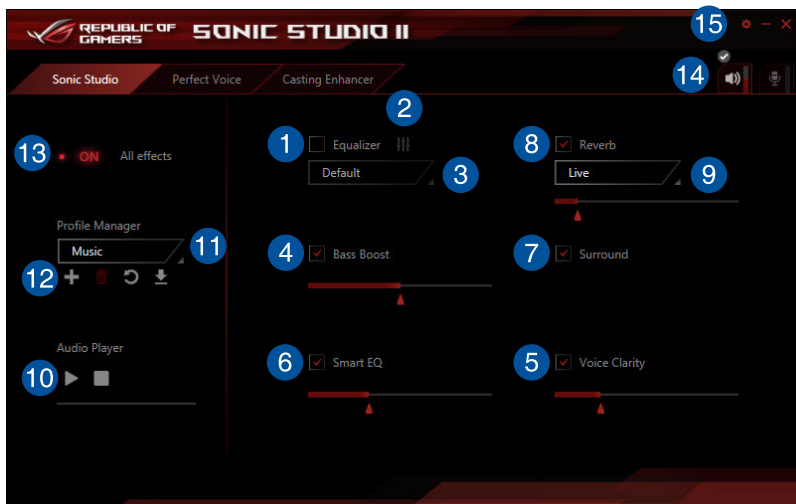 REPUBLIC OF
GAMERS
SONIC STUDIO II
15
Sonic Studio
Perfect Voice
Casting Enhancer
14
2
13
ON
All effects
1
Equalizer
Default
3
8
Reverb
Live
9
Profile Manager
Music
11
12
4
Bass Boost
7
Surround
Audio Player
10
6
Smart EQ
5
Voice Clarity